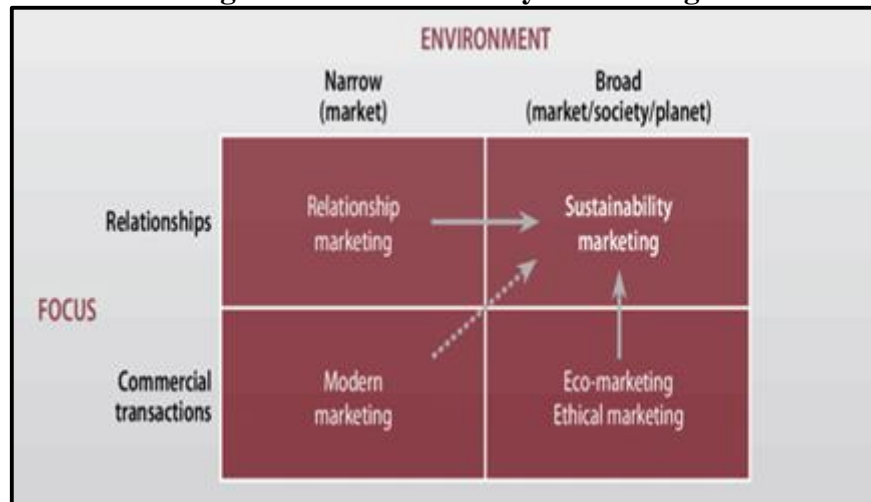 ENVIRONMENT
Narrow
(market)
Broad
(market/society/planet)
Relationships
Relationship
marketing
Sustainability
marketing
FOCUS
Commercial
transactions
Modern
marketing
Eco-marketing
Ethical marketing